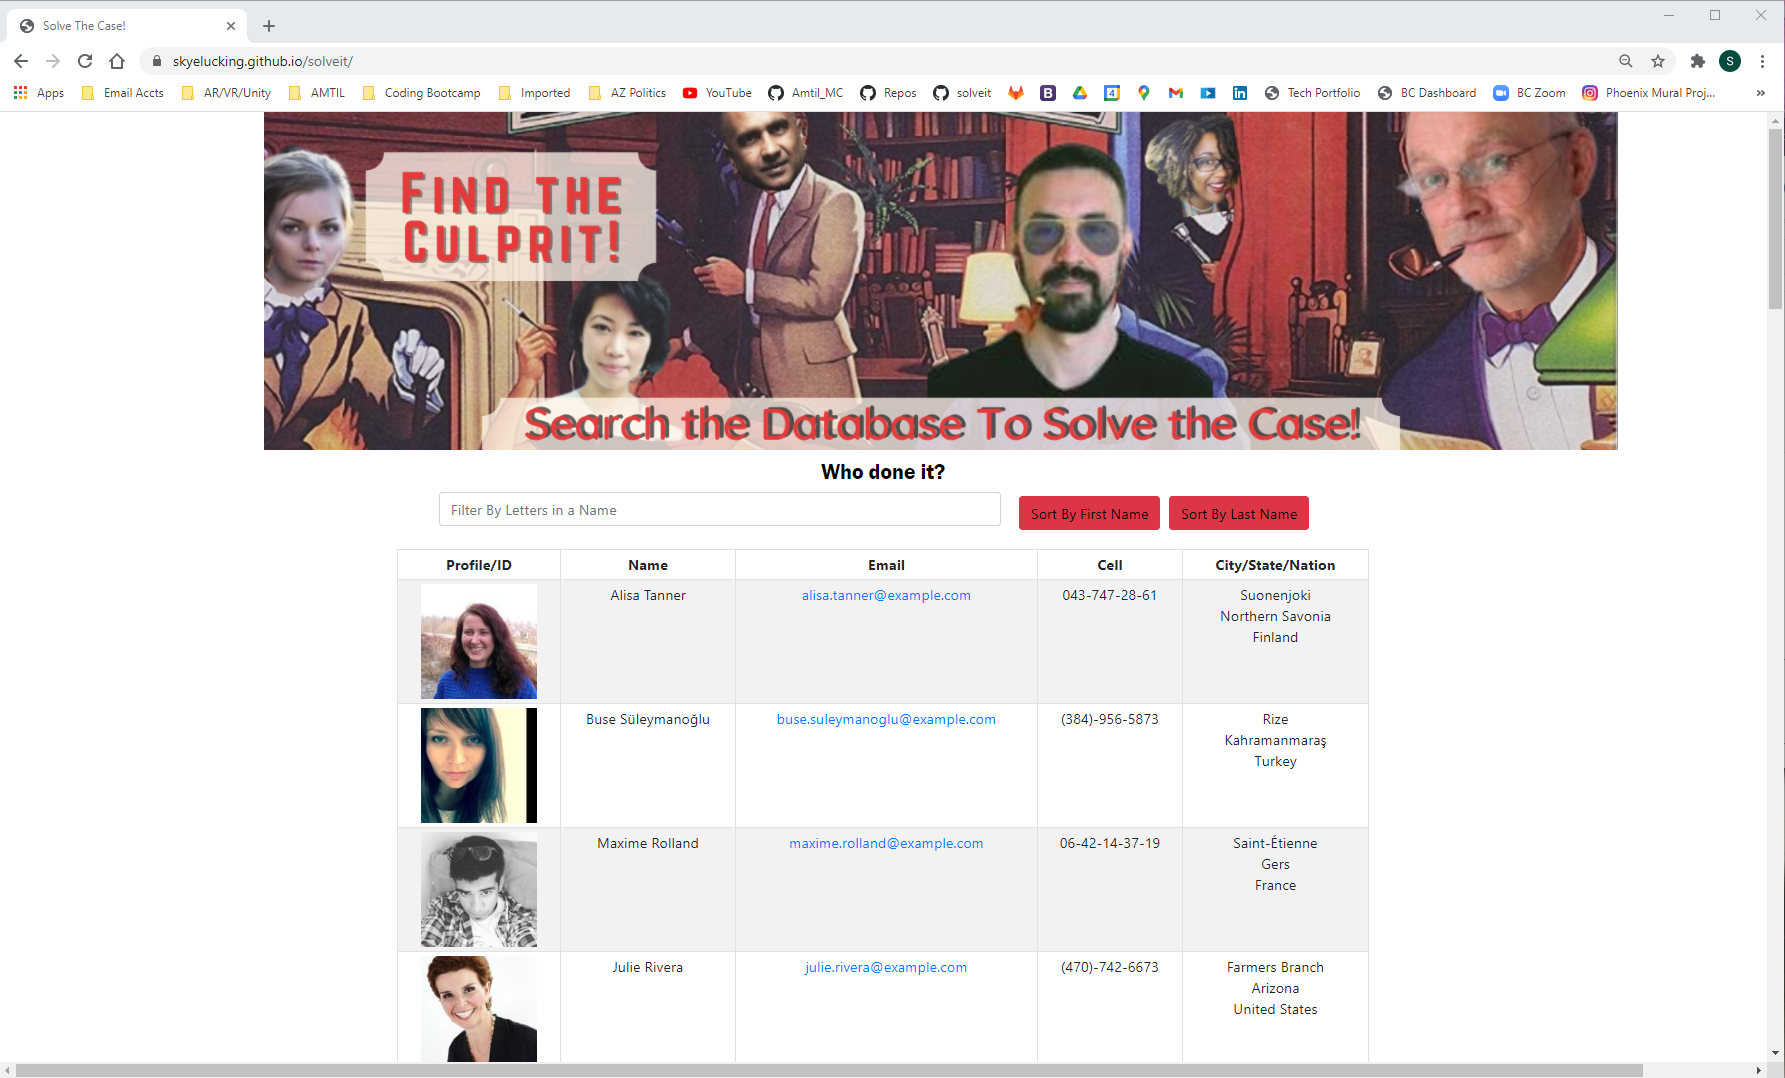 Solve The Case!
skyelucking.github.io/solveit/
S
Apps
Email Accts
AR/VR/Unity
AMTIL
Coding Bootcamp
Imported
AZ Politics
YouTube
Amtil_MC
Repos
solveit
B
4
Tech Portfolio
BC Dashboard
BC Zoom
Phoenix Mural Proj...
FIND THE
CULPRIT!
Search the Database To Solve the Case!
Who done it?
Filter By Letters in a Name
Sort By First Name
Sort By Last Name
Profile/ID Name Email Cell City/State/Nation
Alisa Tanner alisa.tanner@example.com 043-747-28-61 Suonenjoki
Northern Savonia
Finland
Buse Süleymanoğlu buse.suleymanoglu@example.com (384)-956-5873 Rize
Kahramanmaraş
Turkey
Maxime Rolland maxime.rolland@example.com 06-42-14-37-19 Saint-Étienne
Gers
France
Julie Rivera julie.rivera@example.com (470)-742-6673 Farmers Branch
Arizona
United States